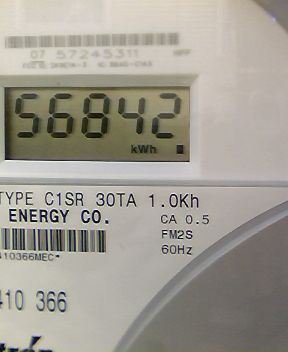 07 57245311
56842
kWh
TYPE C1SR 30TA 1.0Kh
ENERGY CO.
CA 0.5
FM2S
60Hz
410366MEC*
410 366